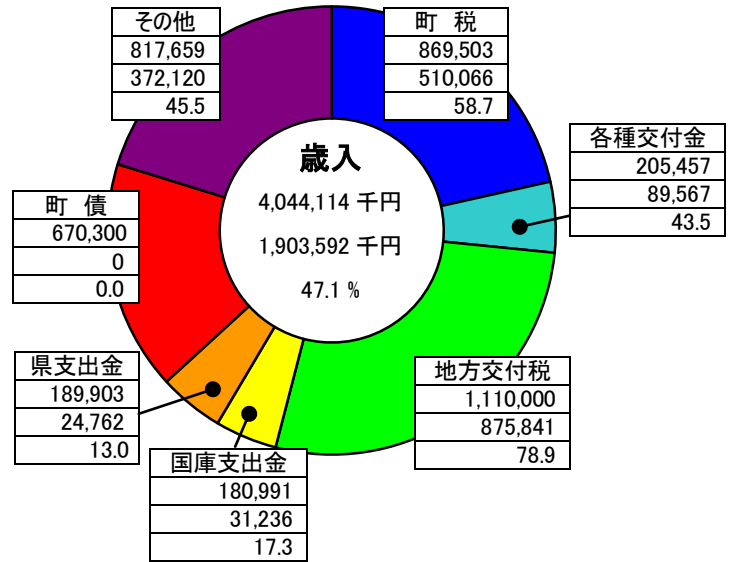 その他
817,659
372,120
45.5
町 税
869,503
510,066
58.7
各種交付金
205,457
89,567
43.5
歳入
4,044,114 千円
1,903,592 千円
47.1 %
町 債
670,300
0
0.0
県支出金
189,903
24,762
13.0
地方交付税
1,110,000
875,841
78.9
国庫支出金
180,991
31,236
17.3